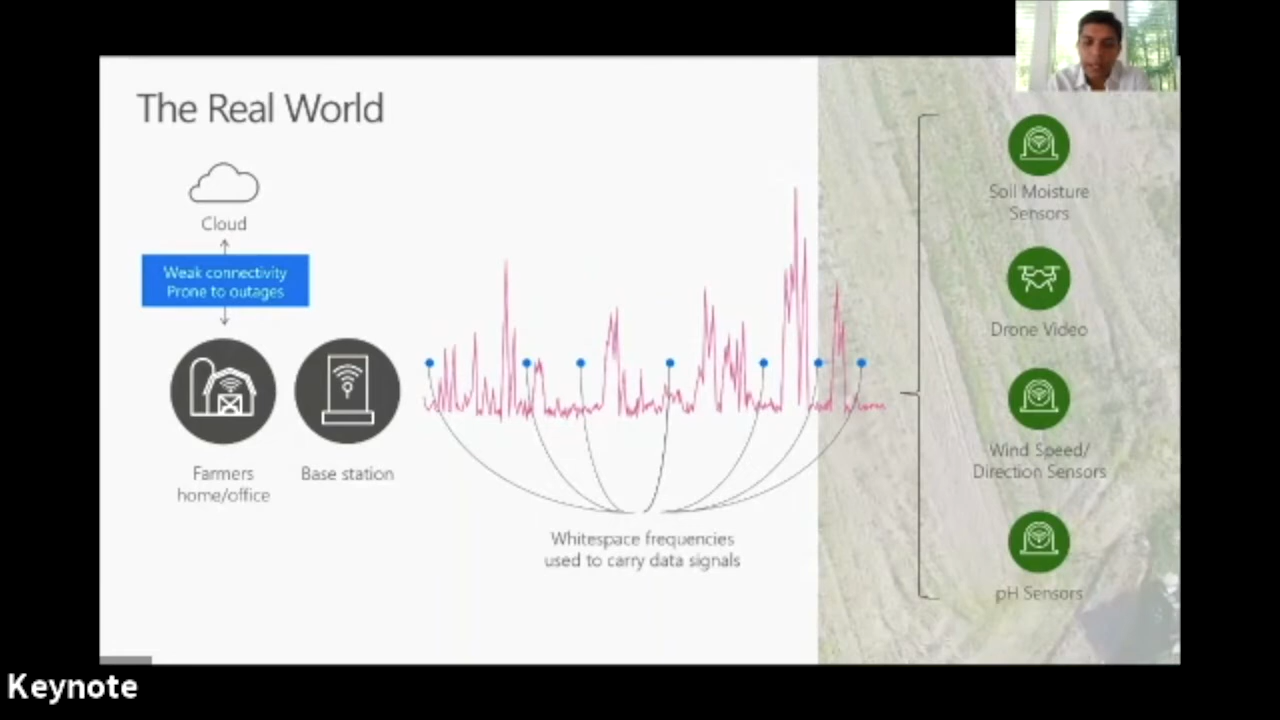 The Real World
Cloud
Weak connectivity
Prone to outages
Farmers
home/office
Base station
Whitespace frequencies
used to carry data signals
Soil Moisture
Sensors
Drone Video
Wind Speed/
Direction Sensors
pH Sensors
Keynote